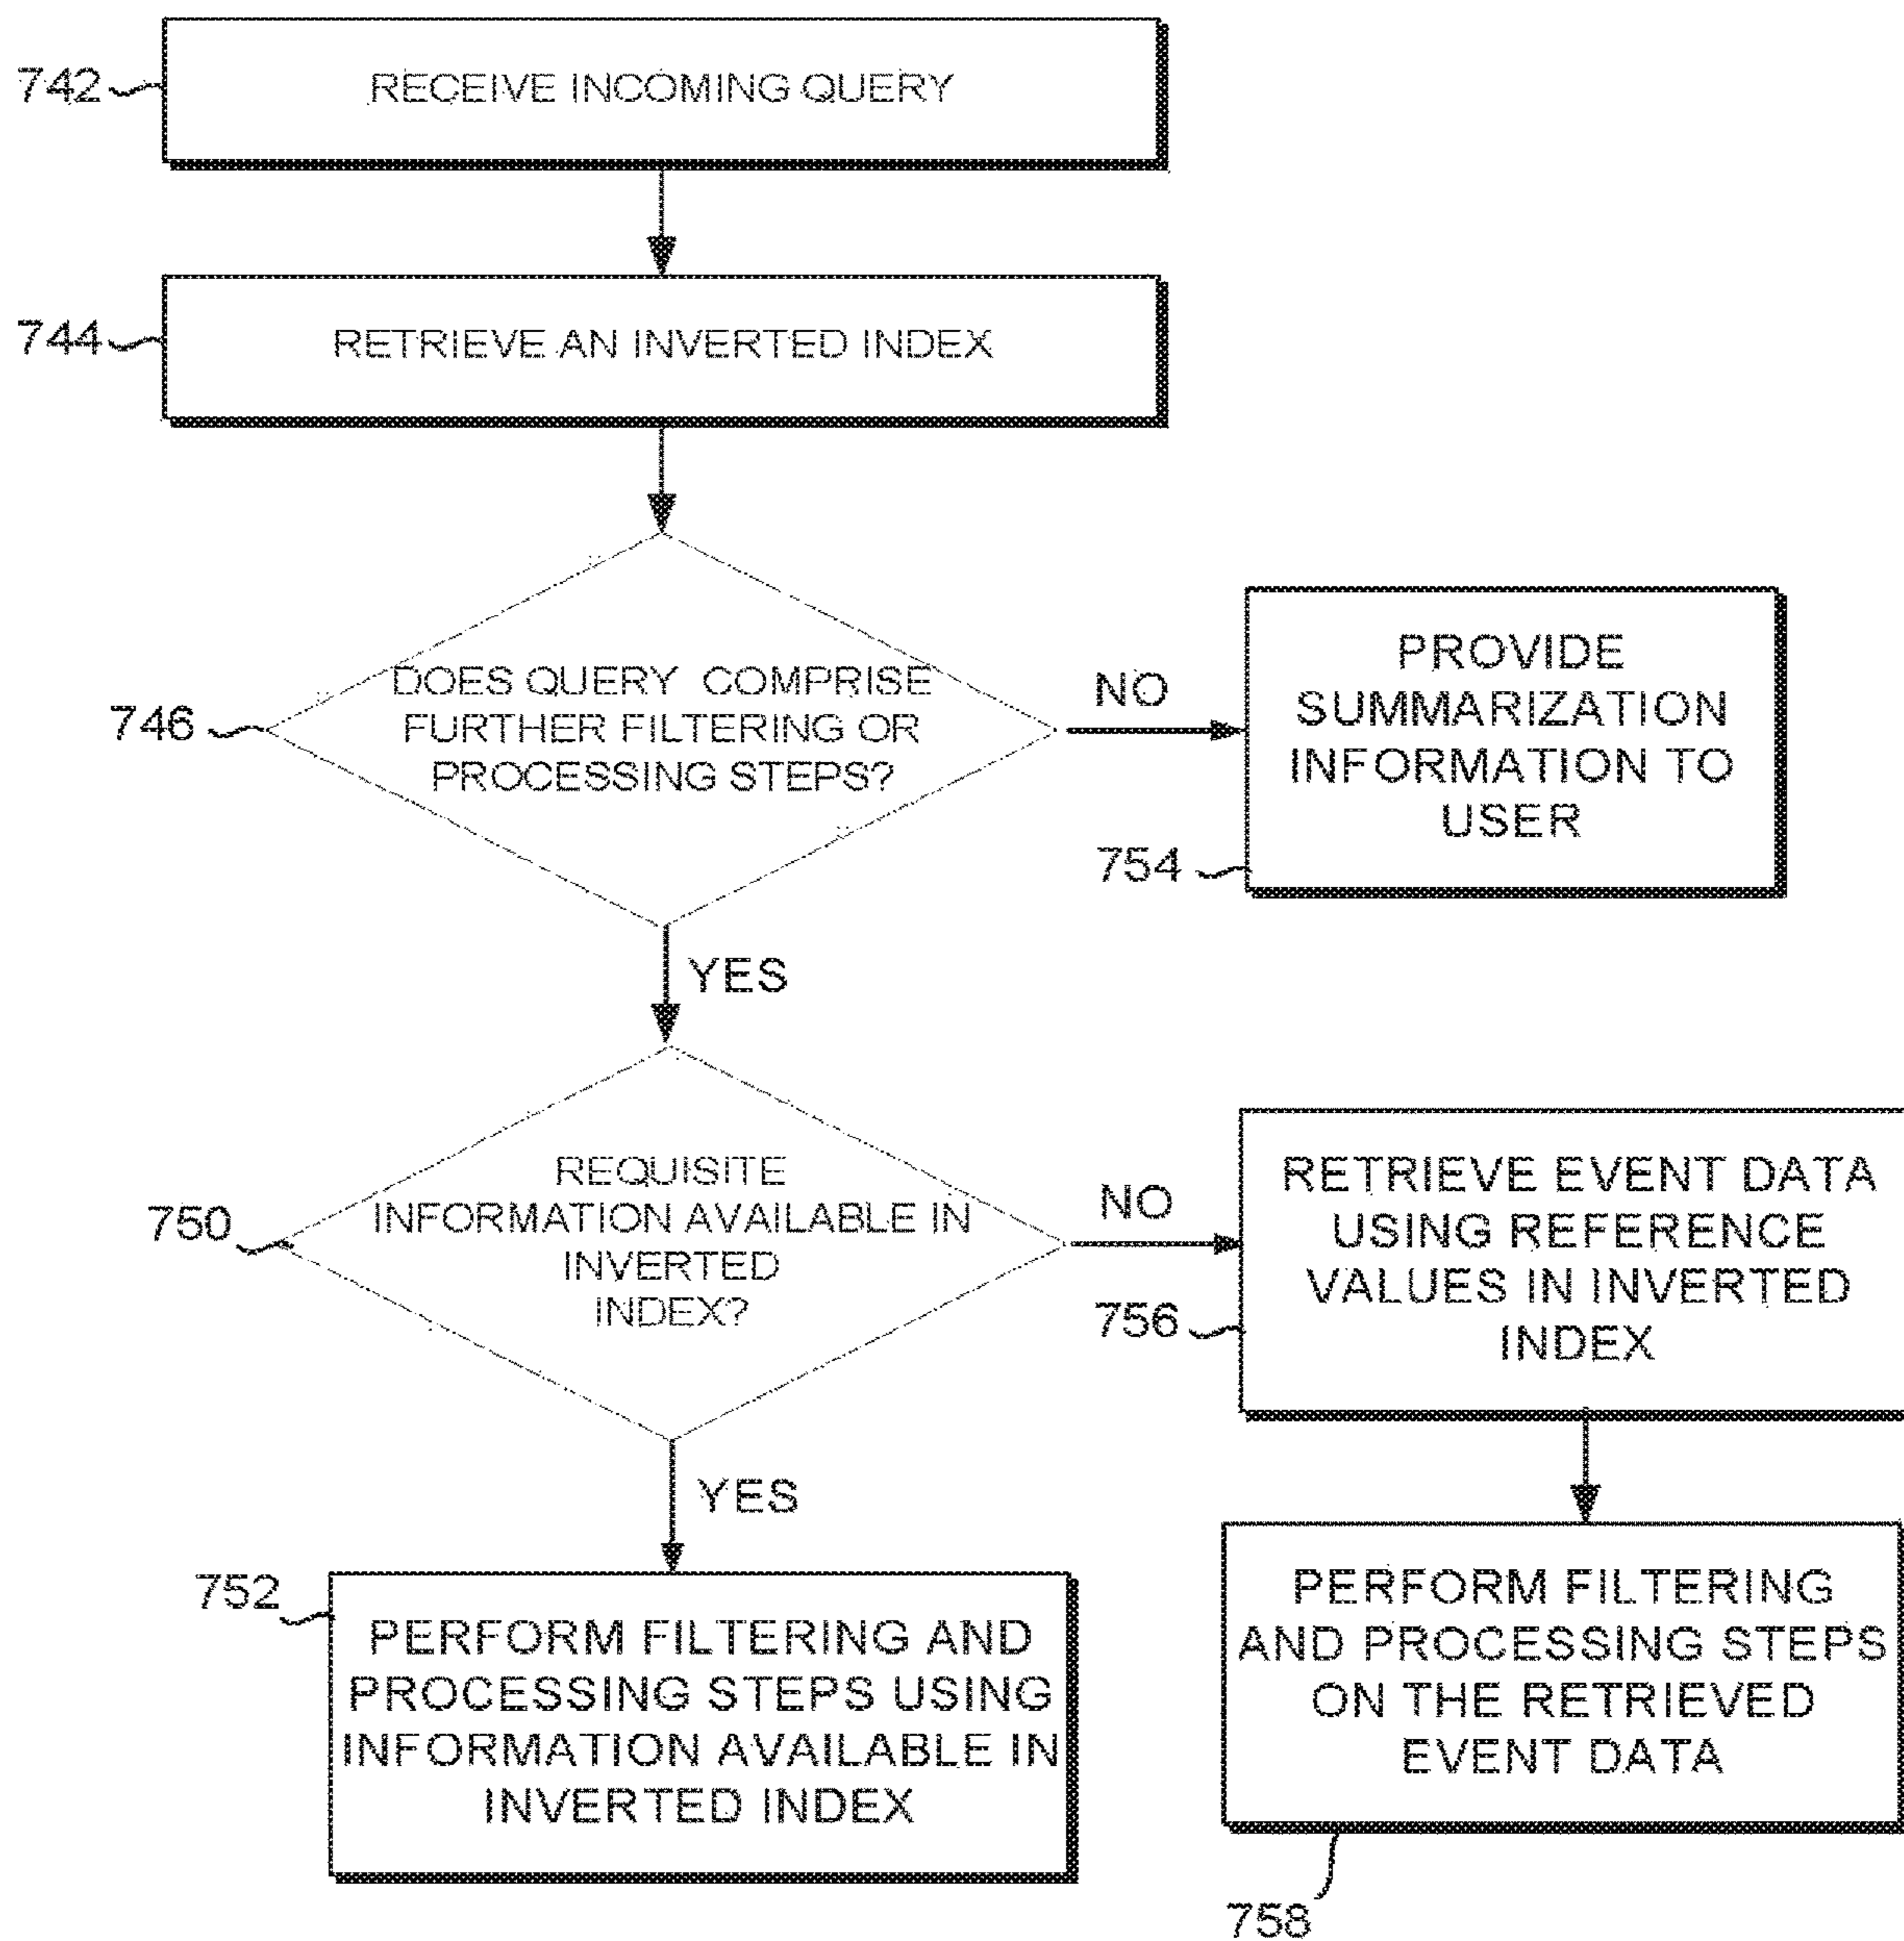 742
RECEIVE INCOMING QUERY
744
RETRIEVE AN INVERTED INDEX
746
DOES QUERY COMPRISE
FURTHER FILTERING OR
PROCESSING STEPS?
NO
PROVIDE
SUMMARIZATION
INFORMATION TO
USER
754
YES
750
REQUISITE
INFORMATION AVAILABLE IN
INVERTED
INDEX?
NO
RETRIEVE EVENT DATA
USING REFERENCE
VALUES IN INVERTED
INDEX
756
YES
752
PERFORM FILTERING AND
PROCESSING STEPS USING
INFORMATION AVAILABLE IN
INVERTED INDEX
PERFORM FILTERING
AND PROCESSING STEPS
ON THE RETRIEVED
EVENT DATA
758